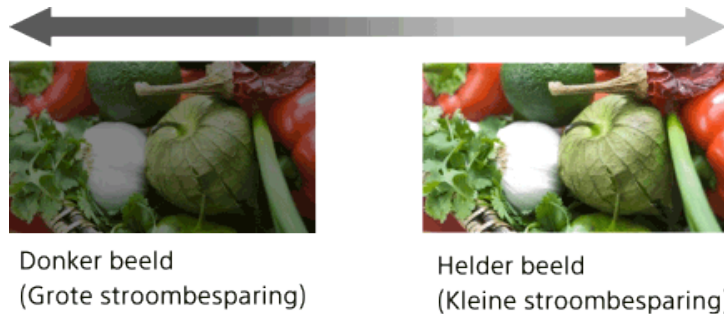 Donker beeld
(Grote stroombesparing)
Helder beeld
(Kleine stroombesparing)